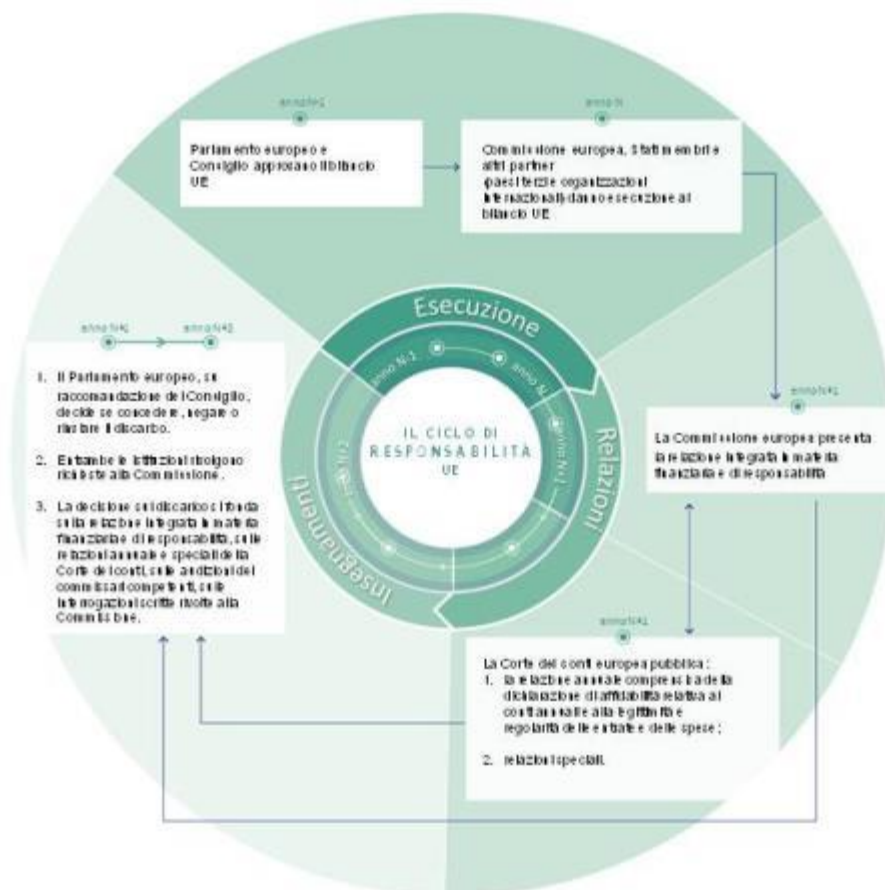 anno N-1
Parlamento europeo e
Consiglio approvano il bilancio
UE
anno N
Commissione europea, Stati membri e
altri partner
(paesi terzi e organizzazioni
internazionali) danno esecuzione al
bilancio UE
Esecuzione
anno N-1
anno N
IL CICLO DI
RESPONSABILITÀ
UE
Relazioni
anno N+1
Insegnamenti
anno N+2
anno N+1
La Commissione europea presenta
la relazione integrata in materia
finanziaria e di responsabilità
anno N+1
La Corte dei conti europea pubblica:
1. la relazione annuale comprensiva della
dichiarazione di affidabilità relativa ai
conti annuali e alla legittimità e
regolarità delle entrate e delle spese;
2. relazioni speciali.
anno N+1
anno N+2
1. Il Parlamento europeo, su
raccomandazione del Consiglio,
decide se concedere, negare o
rinviare il discarico.
2. Entrambe le istituzioni rivolgono
richieste alla Commissione.
3. La decisione sul discarico si fonda
sulla relazione integrata in materia
finanziaria e di responsabilità, sulle
relazioni annuale e speciali della
Corte dei conti, sulle audizioni dei
commissari competenti, sulle
interrogazioni scritte rivolte alla
Commissione.